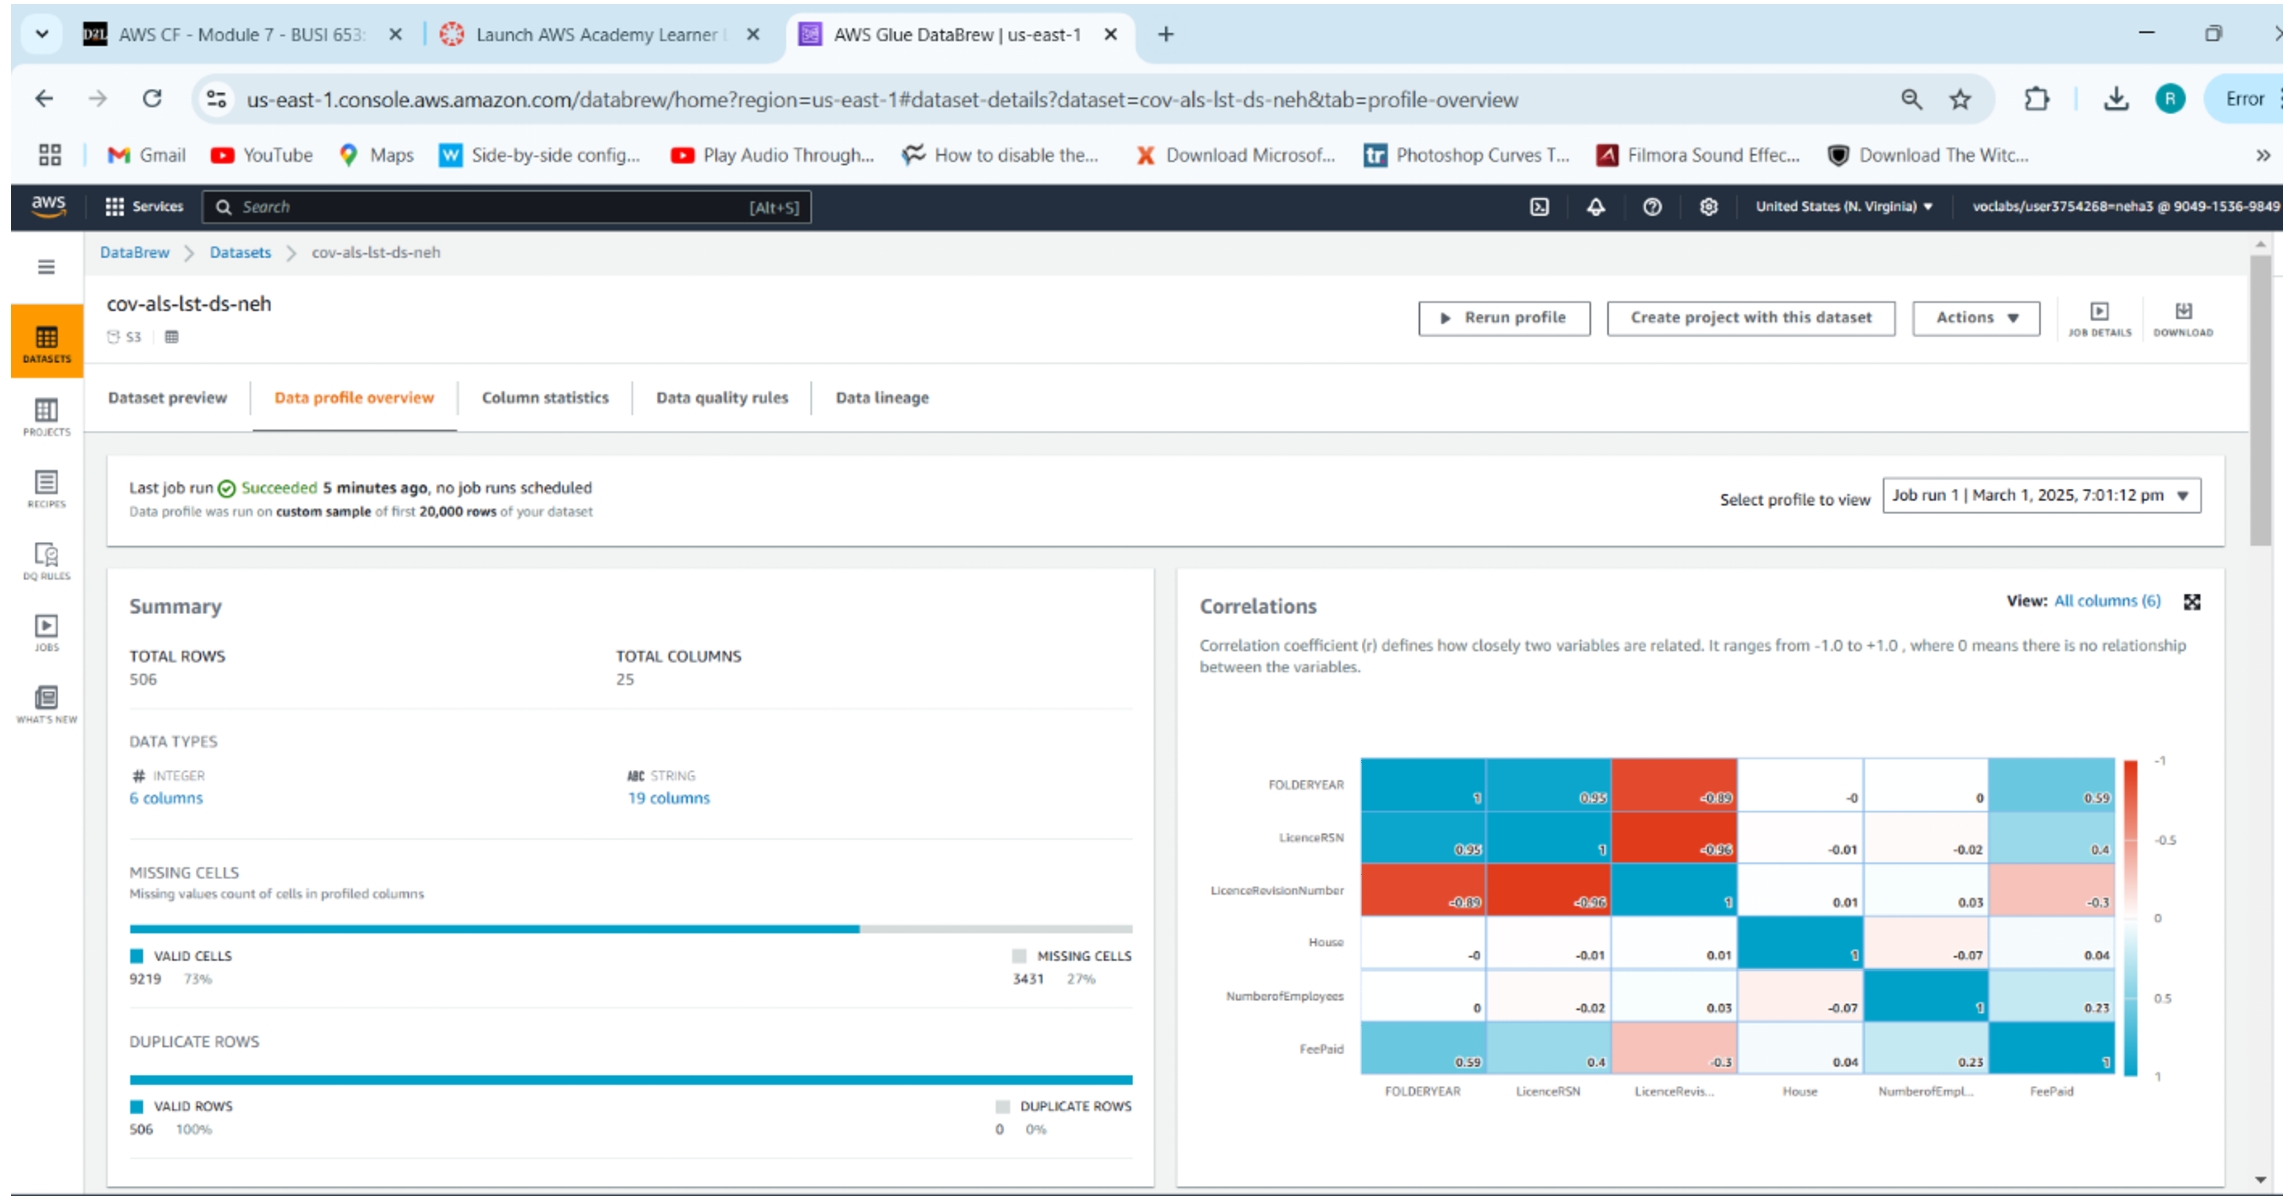 D2L AWS CF - Module 7 - BUSI 653:
Launch AWS Academy Learner
AWS Glue DataBrew | us-east-1
us-east-1.console.aws.amazon.com/databrew/home?region=us-east-1#dataset-details?dataset=cov-als-lst-ds-neh&tab=profile-overview
R
Error
Gmail YouTube Maps Side-by-side config... Play Audio Through... How to disable the... Download Microsof... tr Photoshop Curves T... Filmora Sound Effec... Download The Witc... »
aws Services Search [Alt+S] United States (N. Virginia) ▼ voclabs/user3754268=neha3 @ 9049-1536-9849
DataBrew > Datasets > cov-als-lst-ds-neh
cov-als-lst-ds-neh
S3
Rerun profile Create project with this dataset Actions ▼ JOB DETAILS DOWNLOAD
DATASETS
PROJECTS
RECIPES
DQ RULES
JOBS
WHAT'S NEW
Dataset preview Data profile overview Column statistics Data quality rules Data lineage
Last job run Succeeded 5 minutes ago, no job runs scheduled
Data profile was run on custom sample of first 20,000 rows of your dataset
Select profile to view Job run 1 | March 1, 2025, 7:01:12 pm ▼
Summary
TOTAL ROWS TOTAL COLUMNS
506 25
DATA TYPES
# INTEGER ABC STRING
6 columns 19 columns
MISSING CELLS
Missing values count of cells in profiled columns
VALID CELLS MISSING CELLS
9219 73% 3431 27%
DUPLICATE ROWS
VALID ROWS DUPLICATE ROWS
506 100% 0 0%
Correlations
View: All columns (6)
Correlation coefficient (r) defines how closely two variables are related. It ranges from -1.0 to +1.0 , where 0 means there is no relationship
between the variables.
FOLDERYEAR 1 0.95 -0.89 -0 0 0.59
LicenceRSN 0.95 1 -0.96 -0.01 -0.02 0.4
LicenceRevisionNumber -0.89 -0.96 1 0.01 0.03 -0.3
House -0 -0.01 0.01 1 -0.07 0.04
NumberofEmployees 0 -0.02 0.03 -0.07 1 0.23
FeePaid 0.59 0.4 -0.3 0.04 0.23 1
FOLDERYEAR LicenceRSN LicenceRevis... House NumberofEmpl... FeePaid
-1
-0.5
0
0.5
1